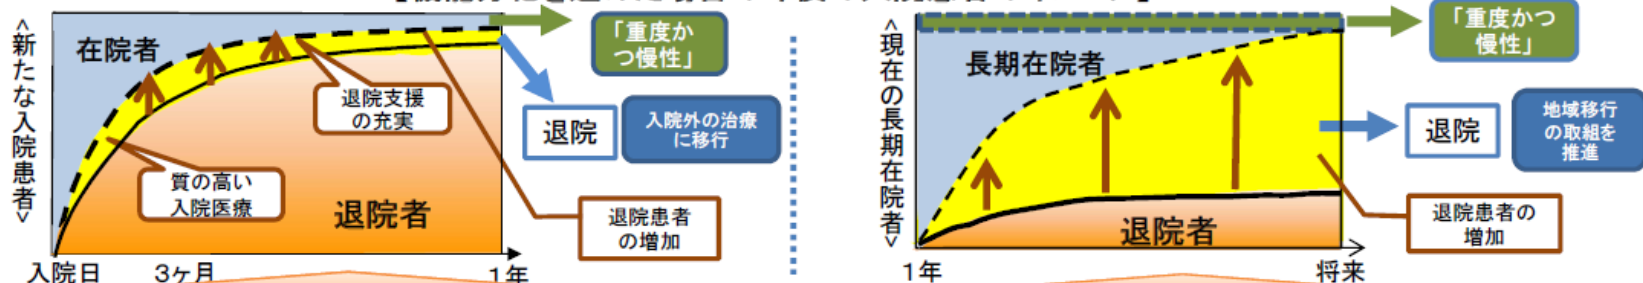 <新たな入院患者>
在院者
退院支援
の充実
質の高い
入院医療
退院者
入院日
3ヶ月
1年
「重度か
つ慢性」
退院
入院外の治療
に移行
退院患者
の増加
<現在の長期在院者>
長期在院者
退院者
1年
将来
「重度かつ
慢性」
退院
地域移行
の取組を
推進
退院患者の
増加